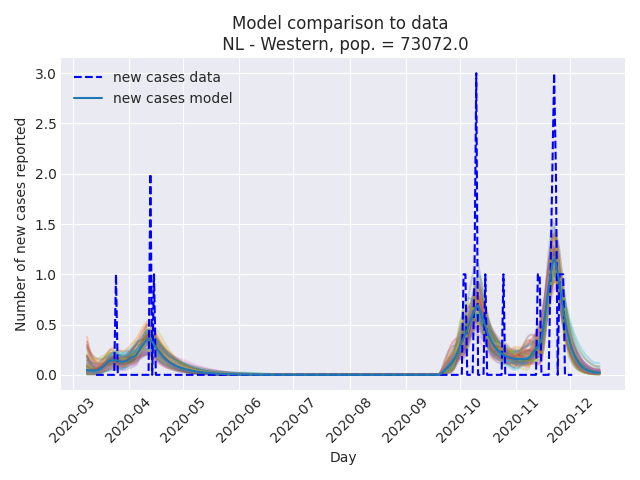 Model comparison to data
NL - Western, pop. = 73072.0
new cases data
new cases model
Number of new cases reported
3.0
2.5
2.0
1.5
1.0
0.5
0.0
2020-03
2020-04
2020-05
2020-06
2020-07
2020-08
2020-09
2020-10
2020-11
2020-12
Day